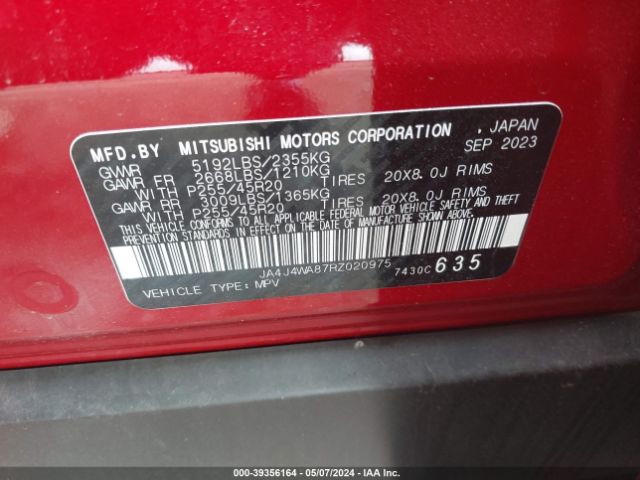 MFD.BY MITSUBISHI MOTORS CORPORATION , JAPAN
GVWR 5192LBS/2355KG SEP 2023
GAWR FR 2668LBS/1210KG
WITH P255/45R20 TIRES 20X8.0J RIMS
GAWR RR 3009LBS/1365KG
WITH P255/45R20 TIRES 20X8.0J RIMS
THIS VEHICLE CONFORMS TO ALL APPLICABLE FEDERAL MOTOR VEHICLE SAFETY, BUMPER, AND THEFT
PREVENTION STANDARDS IN EFFECT ON THE DATE OF MANUFACTURE SHOWN ABOVE.
JA4J4WA87RZ020975
7430C 635
VEHICLE TYPE: MPV
000-39356164 - 05/07/2024 - IAA Inc.